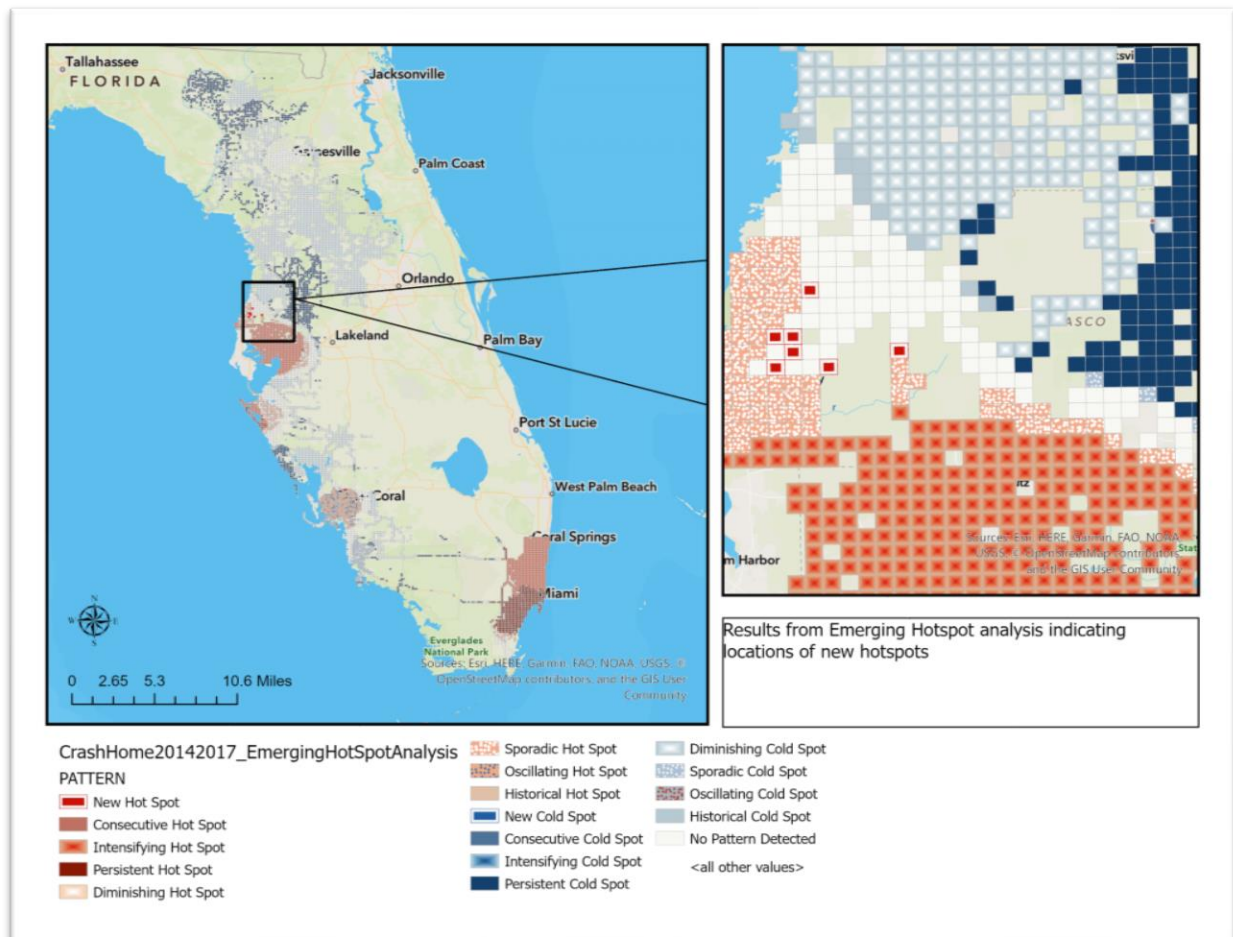 Tallahassee
FLORIDA
Jacksonville
Palm Coast
Orlando
Lakeland
Palm Bay
Port St Lucie
Coral
West Palm Beach
Coral Springs
Miami
N
W E
S
Everglades
National Park
Sources: Esri, HERE, Garmin, FAO, NOAA, USGS, ©
OpenStreetMap contributors, and the GIS User
Community
0 2.65 5.3 10.6 Miles
ksvi
ASCO
utz
m Harbor
Sources: Esri, HERE, Garmin, FAO, NOAA,
USGS, © OpenStreetMap contributors,
and the GIS User Community
Stat
Results from Emerging Hotspot analysis indicating
locations of new hotspots
CrashHome20142017_EmergingHotSpotAnalysis
PATTERN
New Hot Spot
Consecutive Hot Spot
Intensifying Hot Spot
Persistent Hot Spot
Diminishing Hot Spot
Sporadic Hot Spot
Oscillating Hot Spot
Historical Hot Spot
New Cold Spot
Consecutive Cold Spot
Intensifying Cold Spot
Persistent Cold Spot
Diminishing Cold Spot
Sporadic Cold Spot
Oscillating Cold Spot
Historical Cold Spot
No Pattern Detected
<all other values>